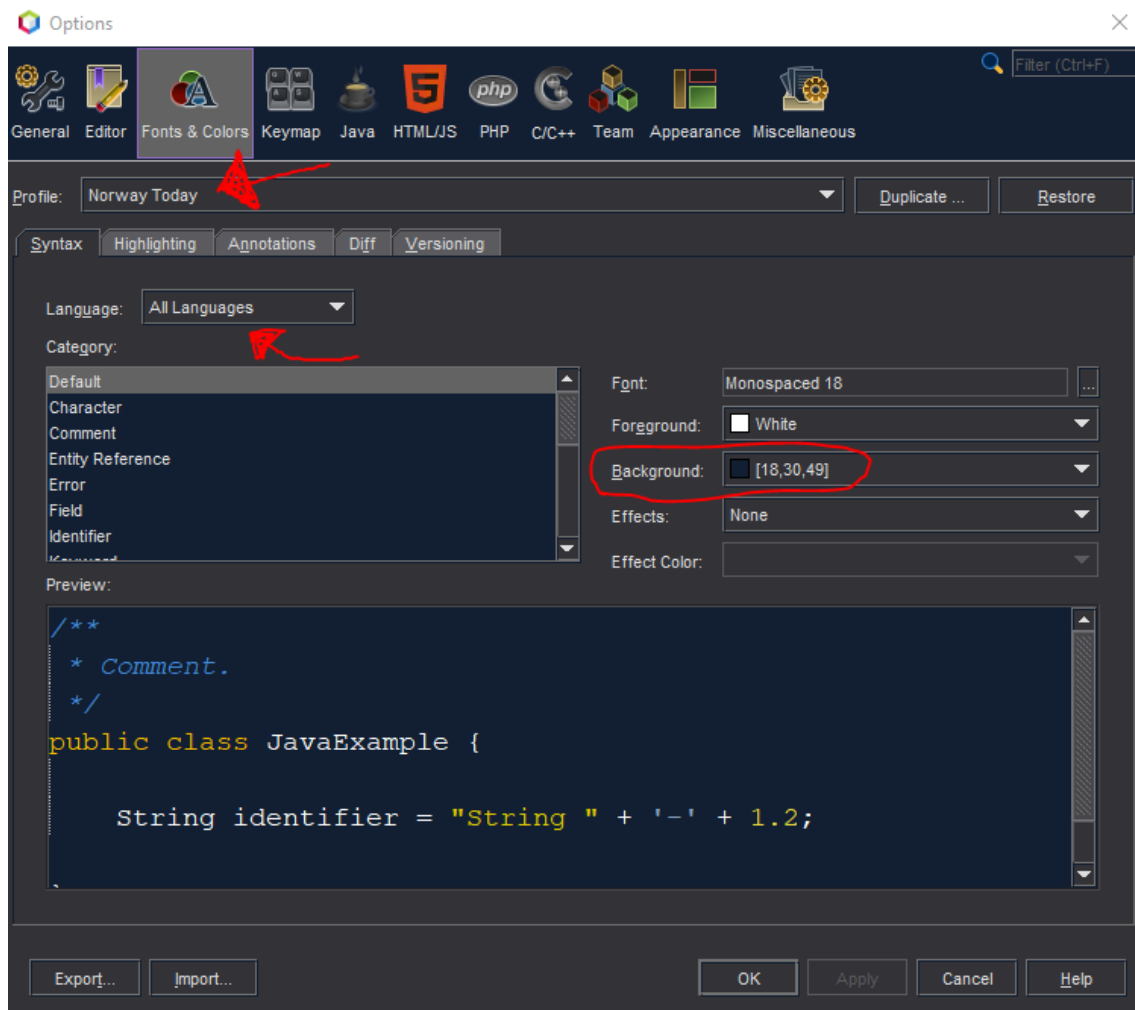 Options
Filter (Ctrl+F)
General Editor Fonts & Colors Keymap Java HTML/JS PHP C/C++ Team Appearance Miscellaneous
php
Profile: Norway Today Duplicate ... Restore
Syntax Highlighting Annotations Diff Versioning
Language: All Languages
Category:
Default
Character
Comment
Entity Reference
Error
Field
Identifier
Keyword
Font: Monospaced 18 ...
Foreground: White
Background: [18,30,49]
Effects: None
Effect Color:
Preview:
/**
* Comment.
*/
public class JavaExample {
String identifier = "String " + '-' + 1.2;
Export... Import... OK Apply Cancel Help